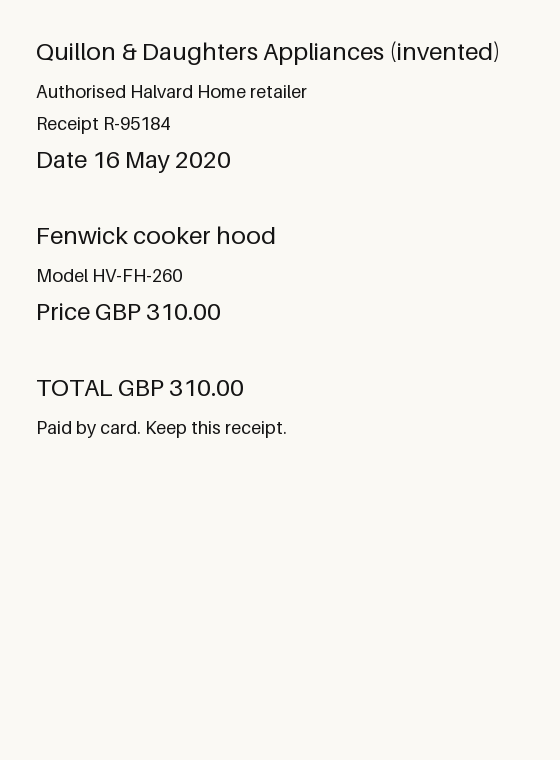 Quillon & Daughters Appliances (invented)
Authorised Halvard Home retailer
Receipt R-95184
Date 16 May 2020
Fenwick cooker hood
Model HV-FH-260
Price GBP 310.00
TOTAL GBP 310.00
Paid by card. Keep this receipt.